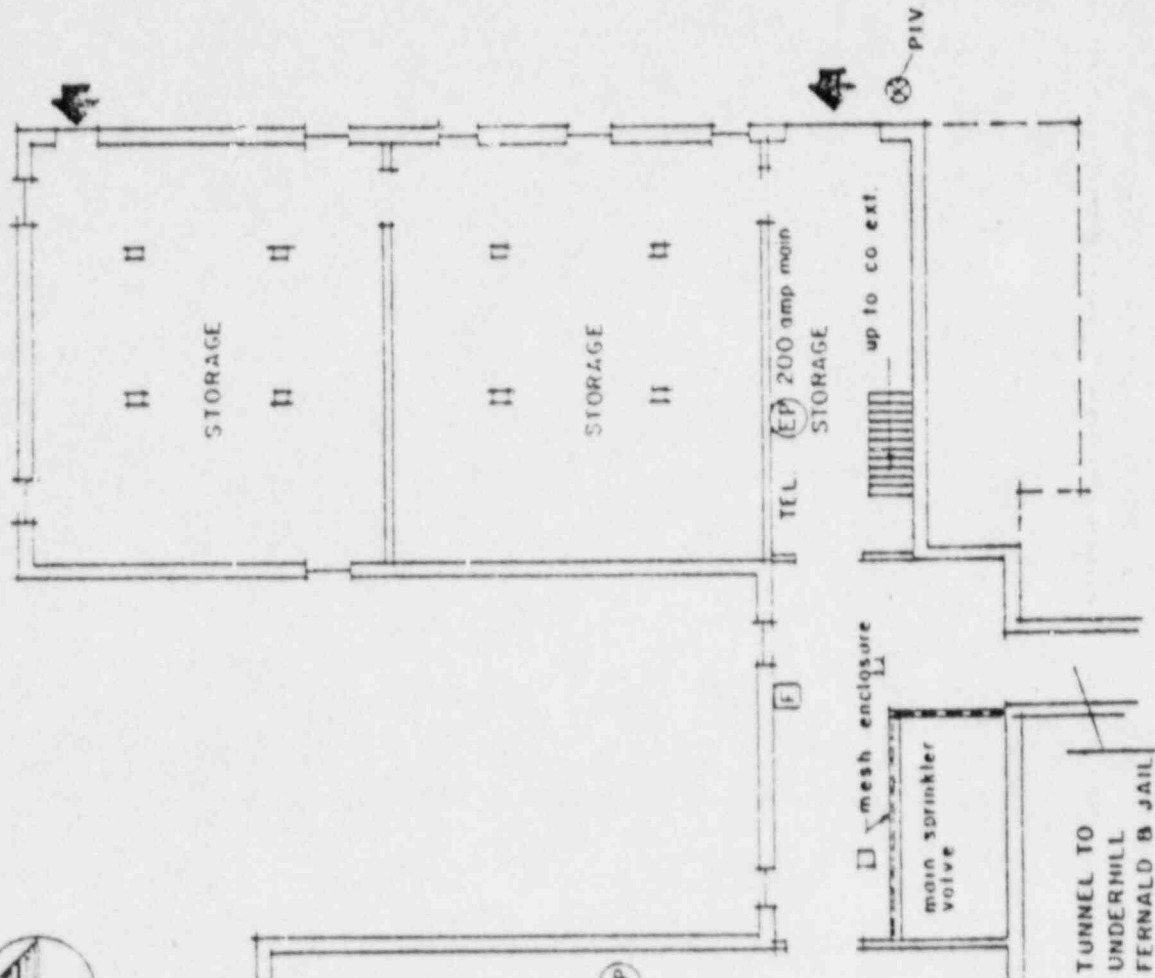 PIV
STORAGE
STORAGE
TEL.
EP
200 amp main
STORAGE
up to co ext.
F
mesh enclosure
main sprinkler
valve
TUNNEL TO
UNDERHILL
FERNALD & JAIL
P